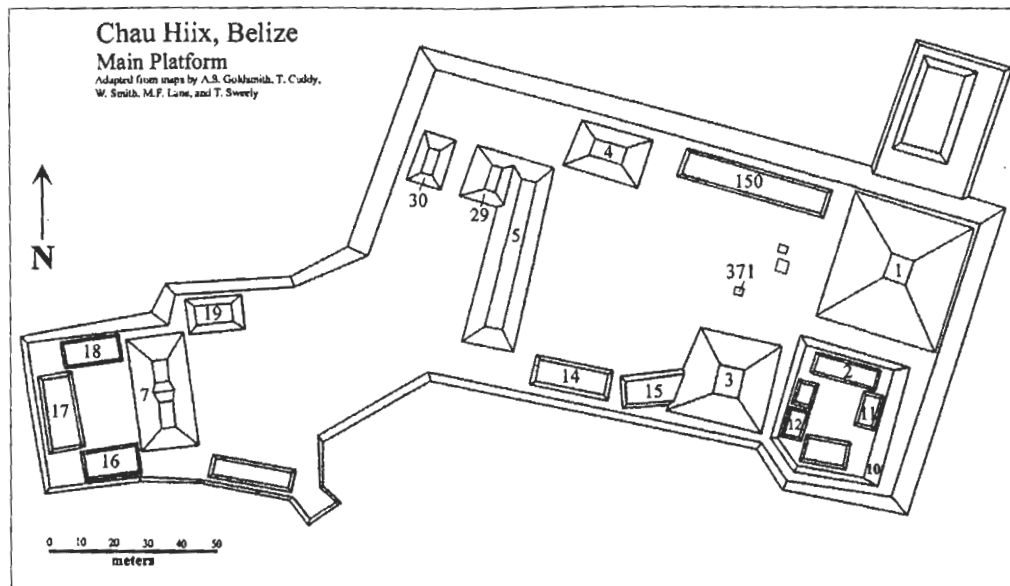 Chau Hiix, Belize
Main Platform
Adapted from maps by A.S. Goldsmith, T. Cuddy,
W. Smith, M.F. Lane, and T. Sweely
N
4
150
30
29
5
1
371
19
18
7
17
16
14
15
3
2
11
12
10
0 10 20 30 40 50
meters